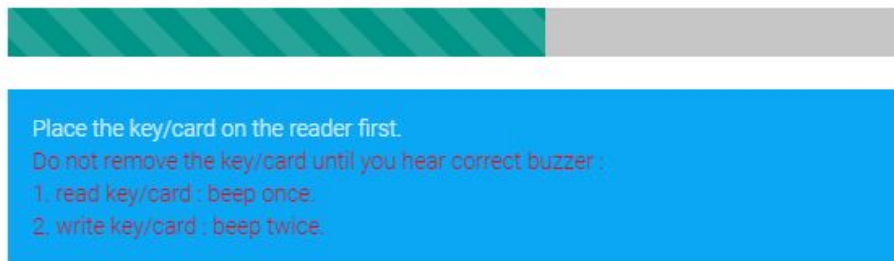 Place the key/card on the reader first.
Do not remove the key/card until you hear correct buzzer :
1. read key/card : beep once.
2. write key/card : beep twice.